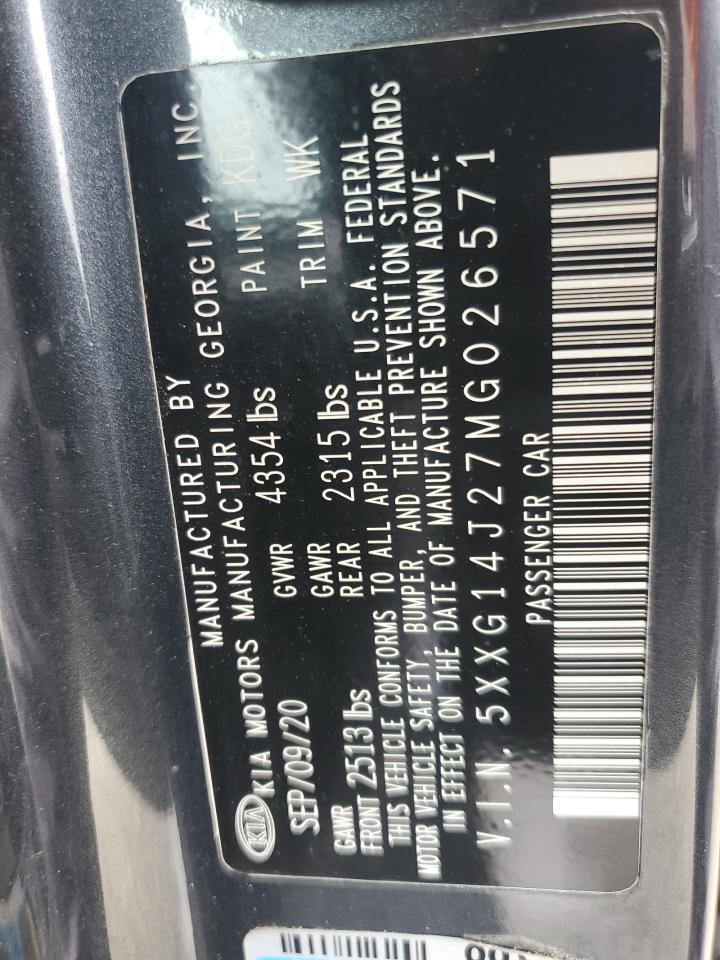 MANUFACTURED BY
KIA KIA MOTORS MANUFACTURING GEORGIA, INC.
SEP/09/20 GVWR 4354 lbs PAINT KDG
GAWR FRONT 2513 lbs GAWR REAR 2315 lbs TRIM WK
THIS VEHICLE CONFORMS TO ALL APPLICABLE U.S.A. FEDERAL
MOTOR VEHICLE SAFETY, BUMPER, AND THEFT PREVENTION STANDARDS
IN EFFECT ON THE DATE OF MANUFACTURE SHOWN ABOVE.
V.I.N. 5XXG14J27MG026571
PASSENGER CAR